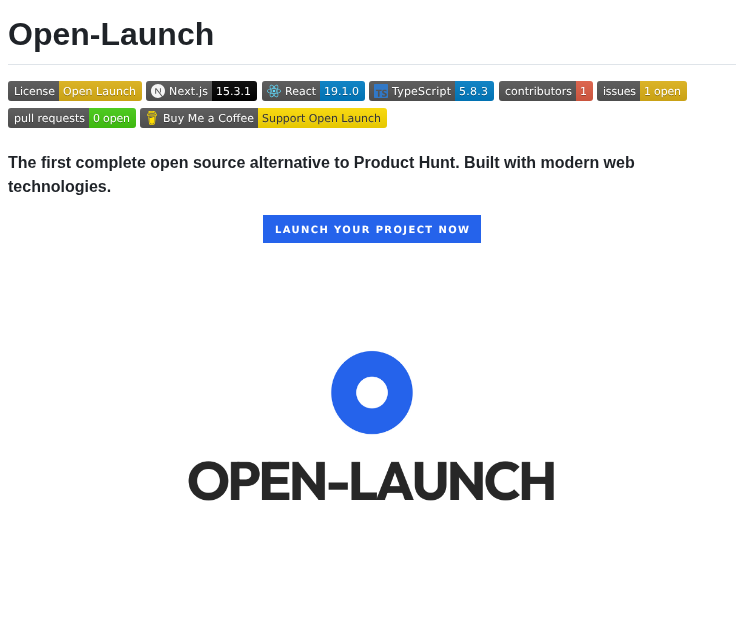 Open-Launch
License Open Launch Next.js 15.3.1 React 19.1.0 TypeScript 5.8.3 contributors 1 issues 1 open
pull requests 0 open Buy Me a Coffee Support Open Launch
The first complete open source alternative to Product Hunt. Built with modern web
technologies.
LAUNCH YOUR PROJECT NOW
OPEN-LAUNCH